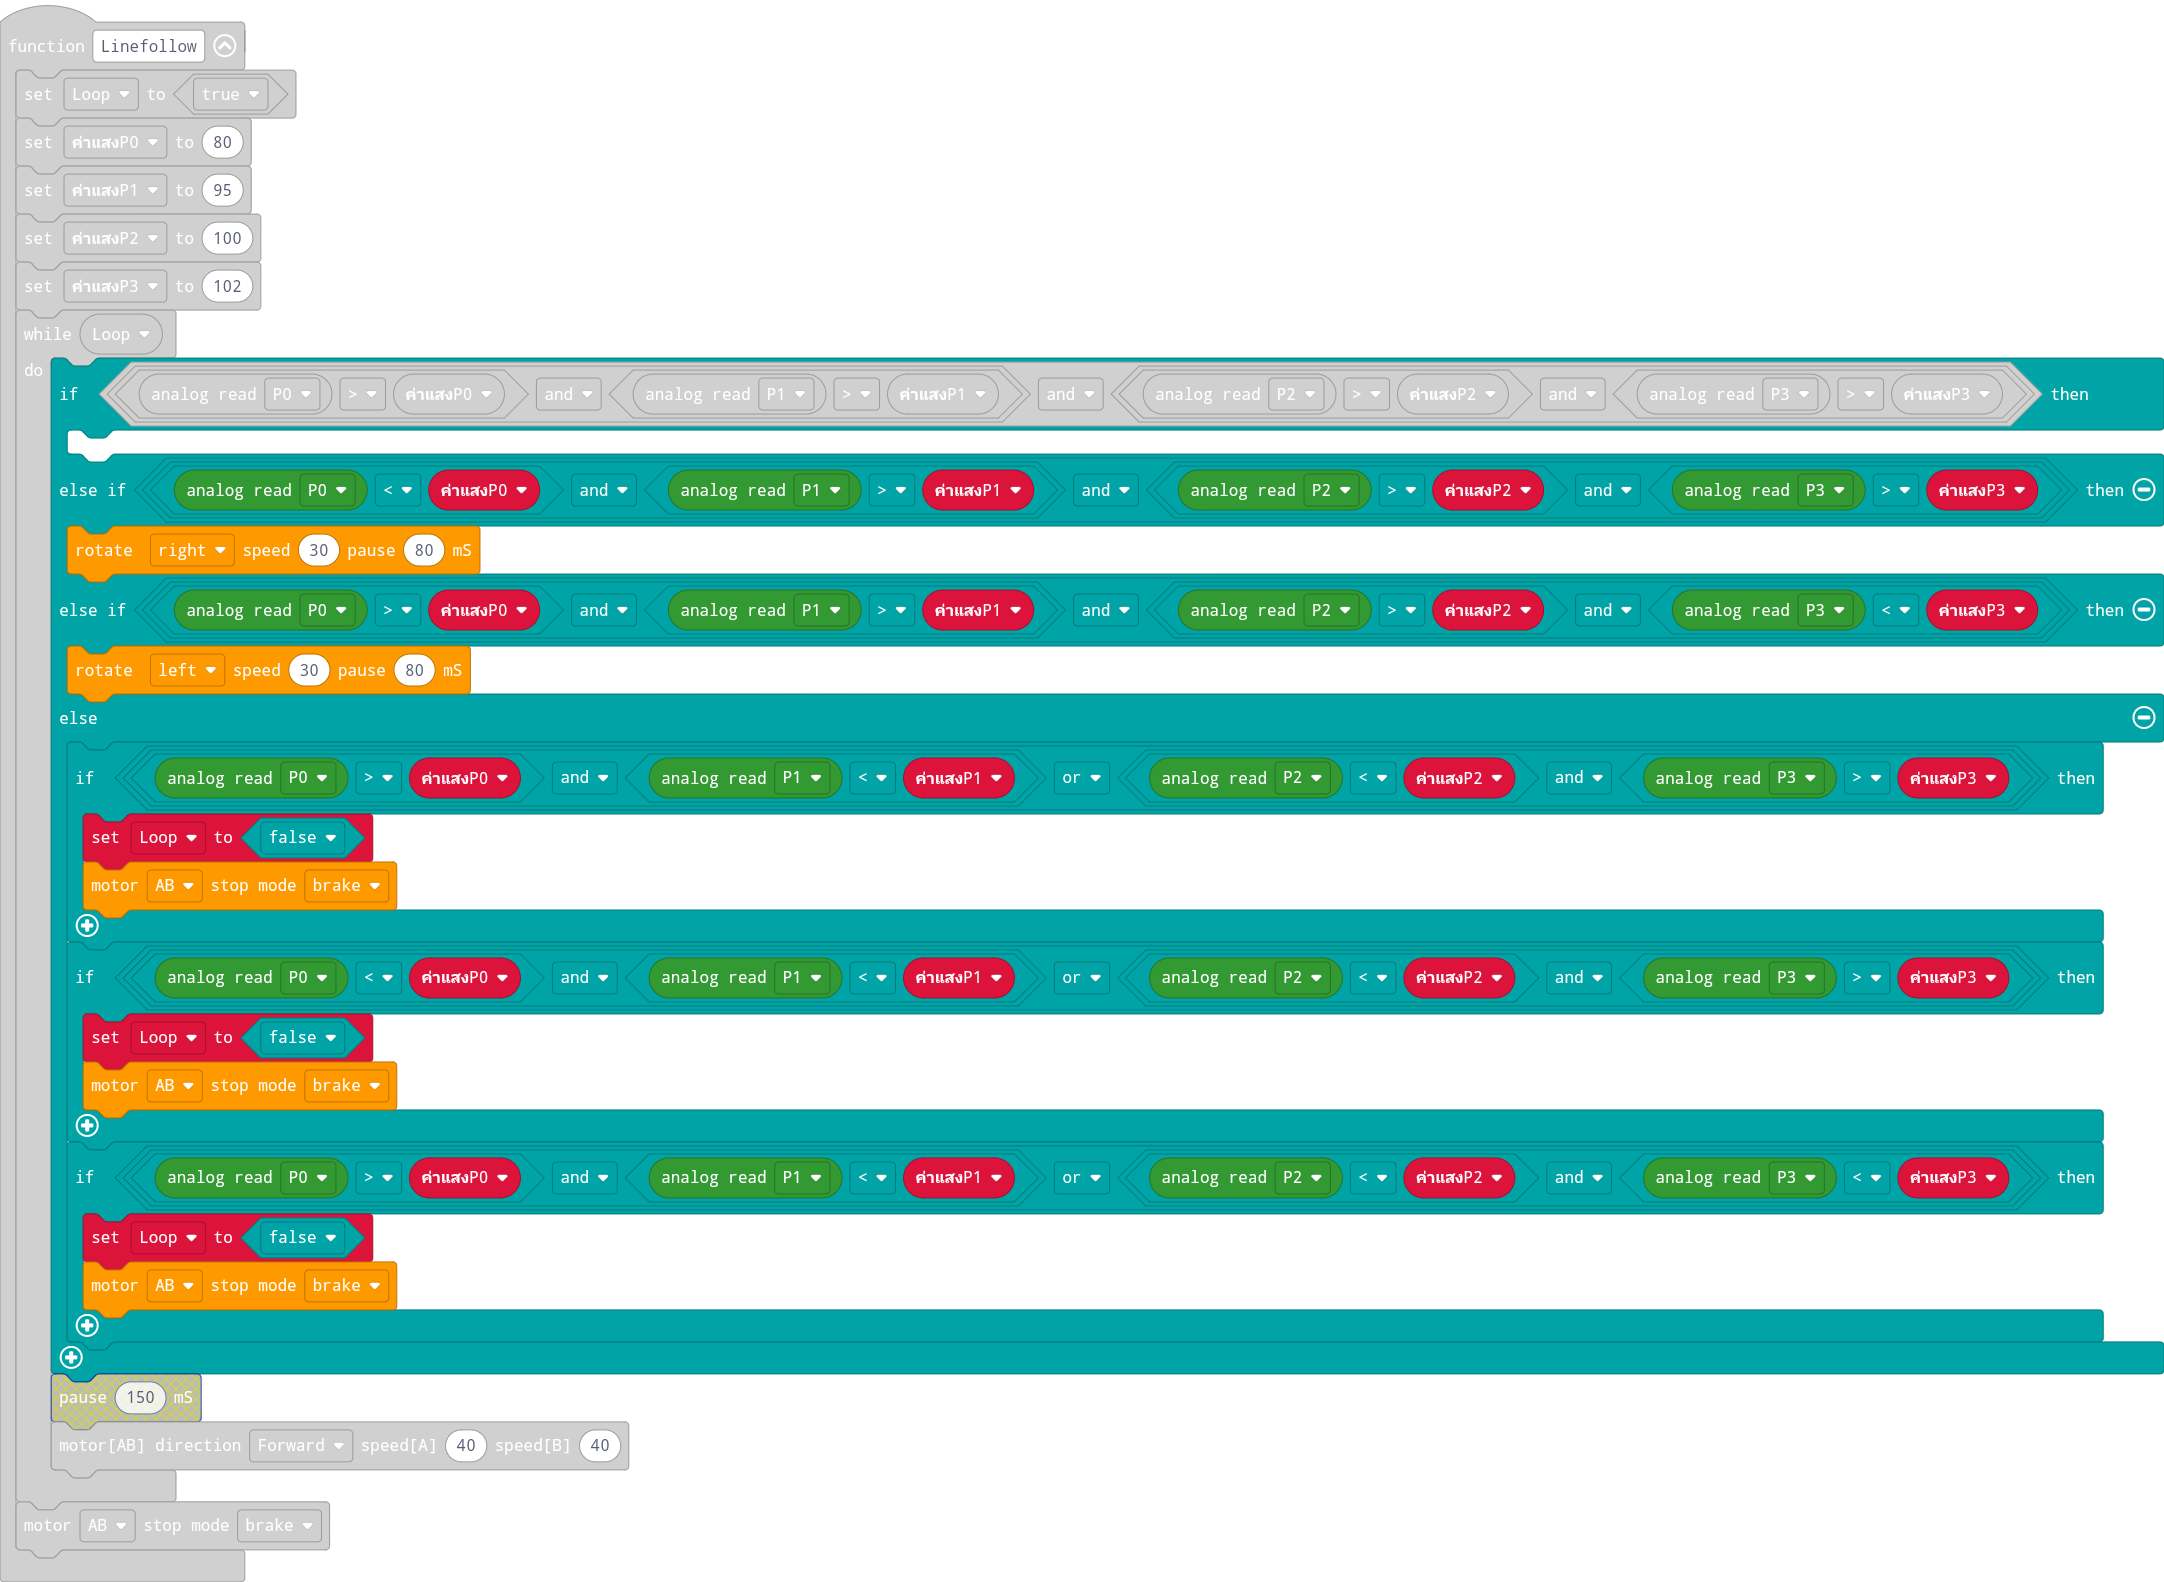 function Linefollow
set Loop to true
set ค่าแสงP0 to 80
set ค่าแสงP1 to 95
set ค่าแสงP2 to 100
set ค่าแสงP3 to 102
while Loop
do
if analog read P0 > ค่าแสงP0 and analog read P1 > ค่าแสงP1 and analog read P2 > ค่าแสงP2 and analog read P3 > ค่าแสงP3 then
else if analog read P0 < ค่าแสงP0 and analog read P1 > ค่าแสงP1 and analog read P2 > ค่าแสงP2 and analog read P3 > ค่าแสงP3 then
rotate right speed 30 pause 80 mS
else if analog read P0 > ค่าแสงP0 and analog read P1 > ค่าแสงP1 and analog read P2 > ค่าแสงP2 and analog read P3 < ค่าแสงP3 then
rotate left speed 30 pause 80 mS
else
if analog read P0 > ค่าแสงP0 and analog read P1 < ค่าแสงP1 or analog read P2 < ค่าแสงP2 and analog read P3 > ค่าแสงP3 then
set Loop to false
motor AB stop mode brake
if analog read P0 < ค่าแสงP0 and analog read P1 < ค่าแสงP1 or analog read P2 < ค่าแสงP2 and analog read P3 > ค่าแสงP3 then
set Loop to false
motor AB stop mode brake
if analog read P0 > ค่าแสงP0 and analog read P1 < ค่าแสงP1 or analog read P2 < ค่าแสงP2 and analog read P3 < ค่าแสงP3 then
set Loop to false
motor AB stop mode brake
pause 150 mS
motor[AB] direction Forward speed[A] 40 speed[B] 40
motor AB stop mode brake